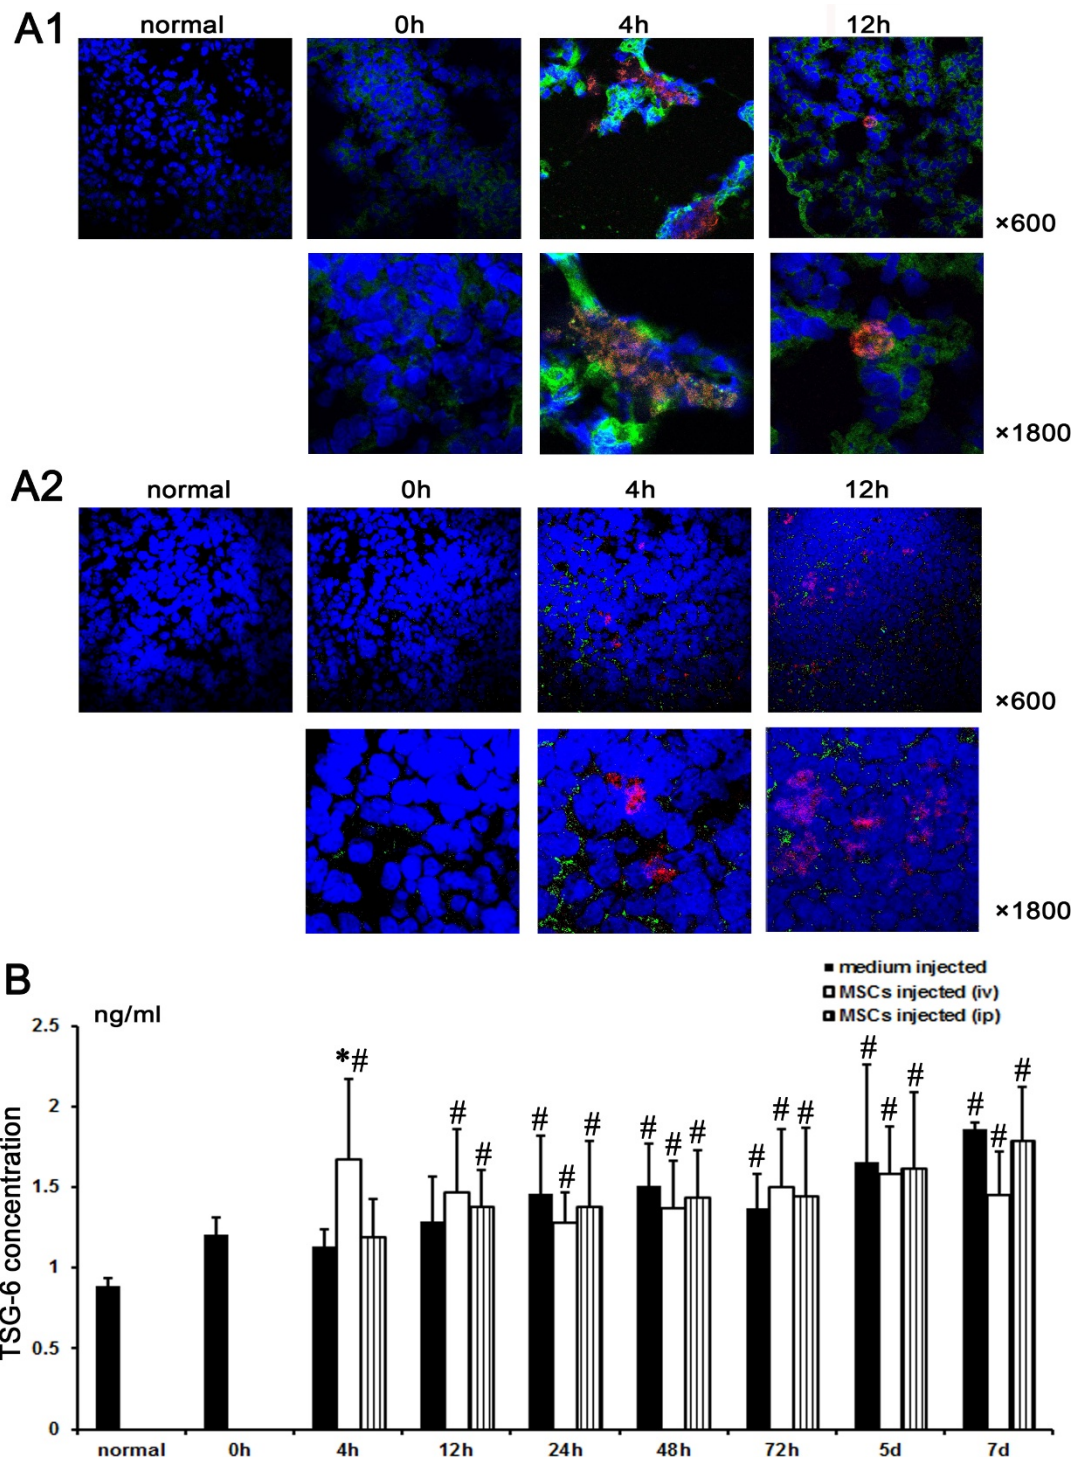 A1
normal 0h 4h 12h
×600
×1800
A2
normal 0h 4h 12h
×600
×1800
B
medium injected
MSCs injected (iv)
MSCs injected (ip)
ng/ml
TSG-6 concentration
2.5
2
1.5
1
0.5
0
*#
# #
# # #
# # #
# # #
# # #
# # #
normal 0h 4h 12h 24h 48h 72h 5d 7d